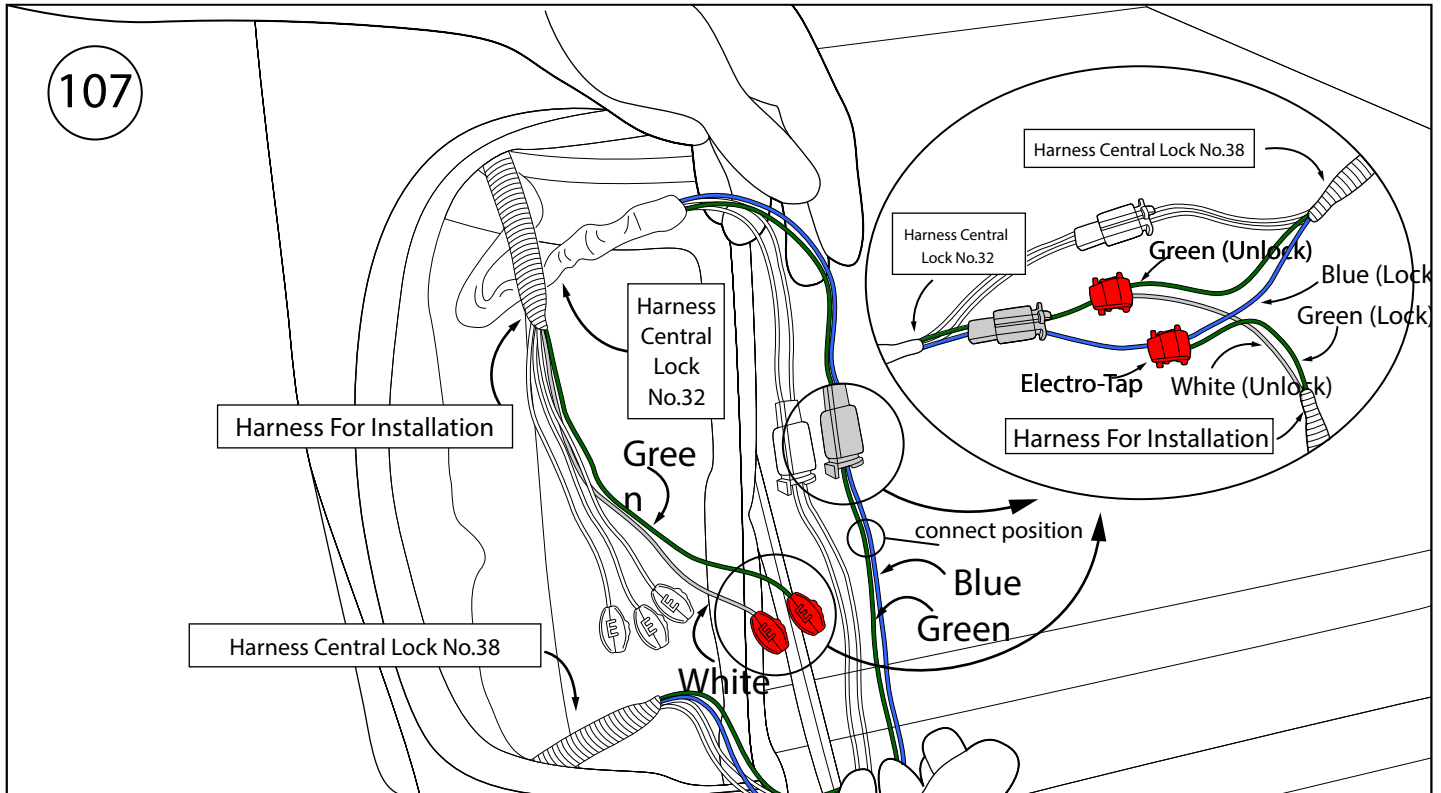 107
Harness Central Lock No.38
Harness Central
Lock No.32
Green (Unlock)
Blue (Lock
Green (Lock)
Electro-Tap
White (Unlock)
Harness For Installation
Harness
Central
Lock
No.32
Harness For Installation
Gree
n
connect position
Blue
Green
Harness Central Lock No.38
White